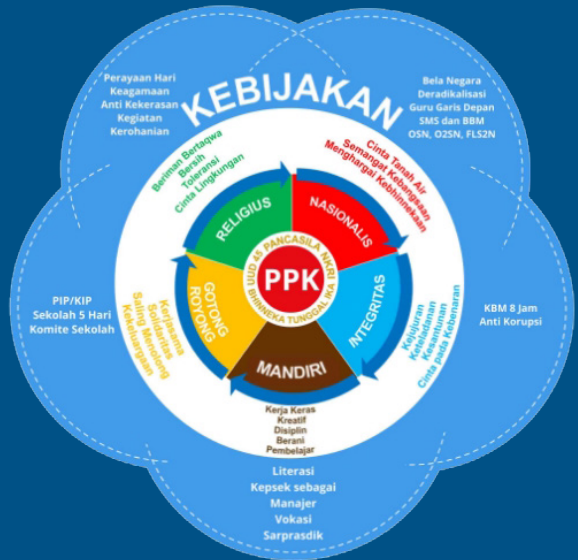 KEBIJAKAN
Perayaan Hari
Keagamaan
Anti Kekerasan
Kegiatan
Kerohanian
Bela Negara
Deradikalisasi
Guru Garis Depan
SMS dan BBM
OSN, O2SN, FLS2N
Beriman Bertaqwa
Bersih
Toleransi
Cinta Lingkungan
Cinta Tanah Air
Semangat Kebangsaan
Menghargai Kebhinnekaan
RELIGIUS
NASIONALIS
UUD 45 PANCASILA NKRI
BHINNEKA TUNGGAL IKA
PPK
GOTONG
ROYONG
INTEGRITAS
MANDIRI
PIP/KIP
Sekolah 5 Hari
Komite Sekolah
Kerjasama
Solidaritas
Saling Menolong
Kekeluargaan
Kejujuran
Keteladanan
Kesantunan
Cinta pada Kebenaran
KBM 8 Jam
Anti Korupsi
Kerja Keras
Kreatif
Disiplin
Berani
Pembelajar
Literasi
Kepsek sebagai
Manajer
Vokasi
Sarprasdik